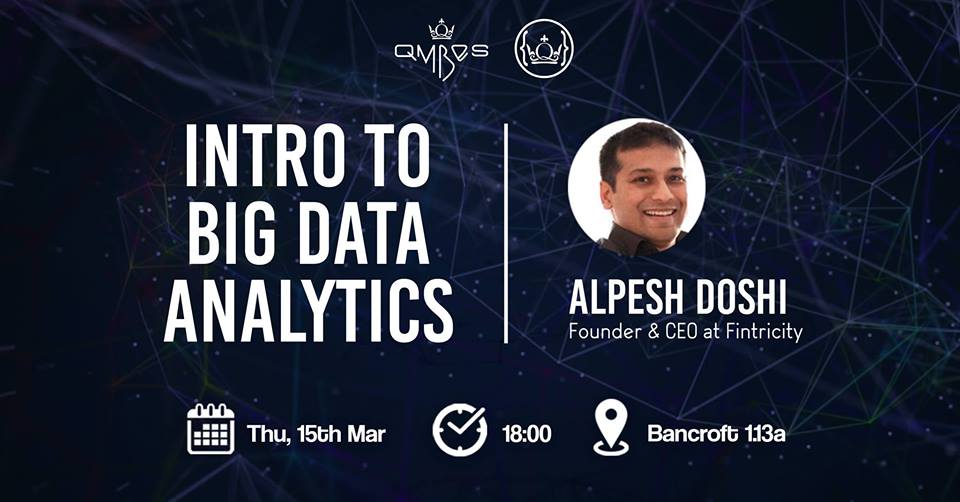 QMBCS
INTRO TO
BIG DATA
ANALYTICS
ALPESH DOSHI
Founder & CEO at Fintricity
Thu, 15th Mar
18:00
Bancroft 1.13a